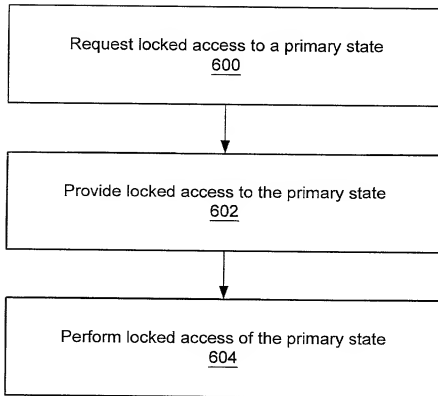 Request locked access to a primary state
600
Provide locked access to the primary state
602
Perform locked access of the primary state
604